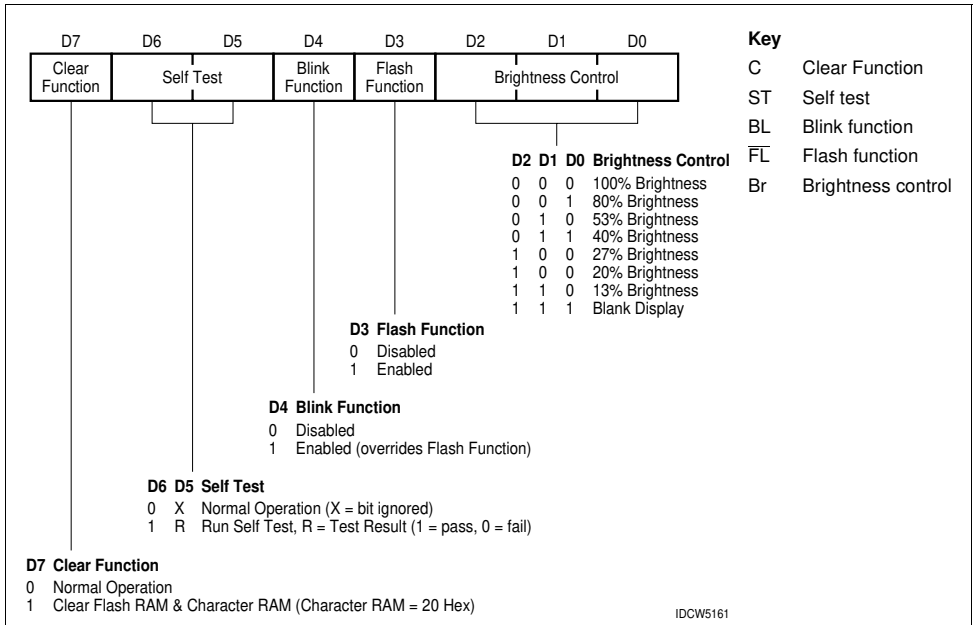 D7 D6 D5 D4 D3 D2 D1 D0
Clear Function
Self Test
Blink Function
Flash Function
Brightness Control
Key
C Clear Function
ST Self test
BL Blink function
F̅L̅ Flash function
Br Brightness control
D2 D1 D0 Brightness Control
0 0 0 100% Brightness
0 0 1 80% Brightness
0 1 0 53% Brightness
0 1 1 40% Brightness
1 0 0 27% Brightness
1 0 0 20% Brightness
1 1 0 13% Brightness
1 1 1 Blank Display
D3 Flash Function
0 Disabled
1 Enabled
D4 Blink Function
0 Disabled
1 Enabled (overrides Flash Function)
D6 D5 Self Test
0 X Normal Operation (X = bit ignored)
1 R Run Self Test, R = Test Result (1 = pass, 0 = fail)
D7 Clear Function
0 Normal Operation
1 Clear Flash RAM & Character RAM (Character RAM = 20 Hex)
IDCW5161